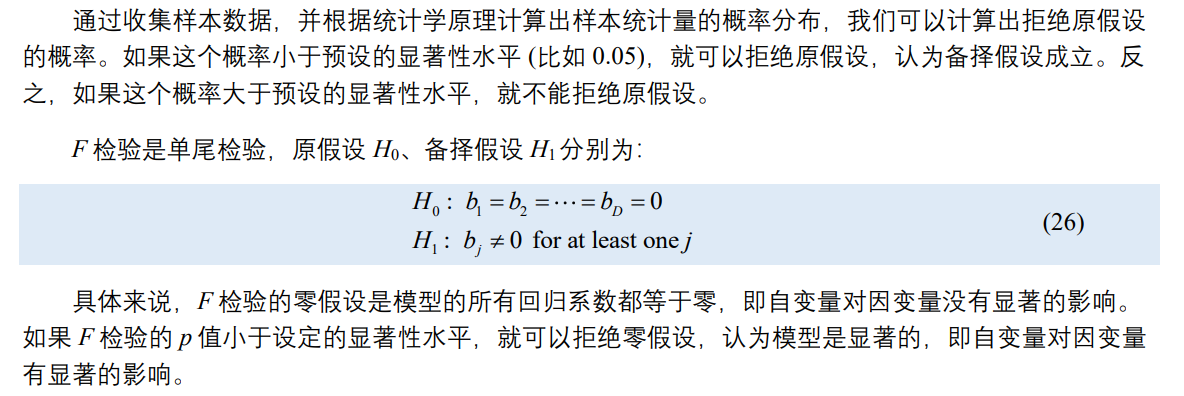 通过收集样本数据，并根据统计学原理计算出样本统计量的概率分布，我们可以计算出拒绝原假设
的概率。如果这个概率小于预设的显著性水平 (比如 0.05)，就可以拒绝原假设，认为备择假设成立。反
之，如果这个概率大于预设的显著性水平，就不能拒绝原假设。
F 检验是单尾检验，原假设 H₀、备择假设 H₁ 分别为：
H₀ : b₁ = b₂ = ⋯ = b_D = 0
H₁ : b_j ≠ 0 for at least one j
(26)
具体来说，F 检验的零假设是模型的所有回归系数都等于零，即自变量对因变量没有显著的影响。
如果 F 检验的 p 值小于设定的显著性水平，就可以拒绝零假设，认为模型是显著的，即自变量对因变量
有显著的影响。